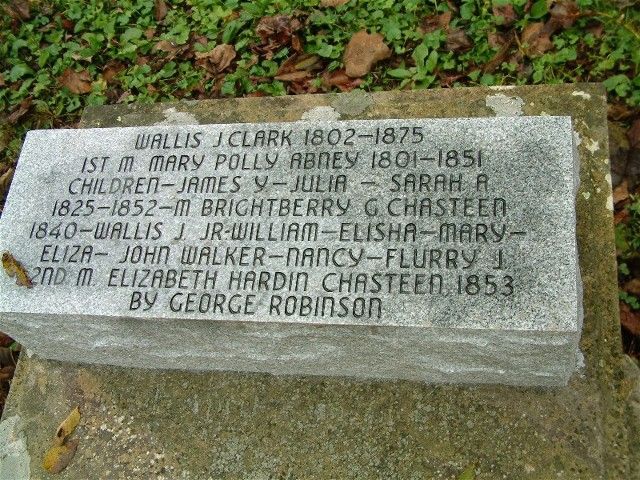 WALLIS J. CLARK 1802-1875
1ST M. MARY POLLY ABNEY 1801-1851
CHILDREN-JAMES Y-JULIA - SARAH A.
1825-1852-M BRIGHTBERRY G. CHASTEEN
1840-WALLIS J. JR-WILLIAM-ELISHA-MARY-
ELIZA- JOHN WALKER-NANCY-FLURRY J.
2ND M. ELIZABETH HARDIN CHASTEEN 1853
BY GEORGE ROBINSON